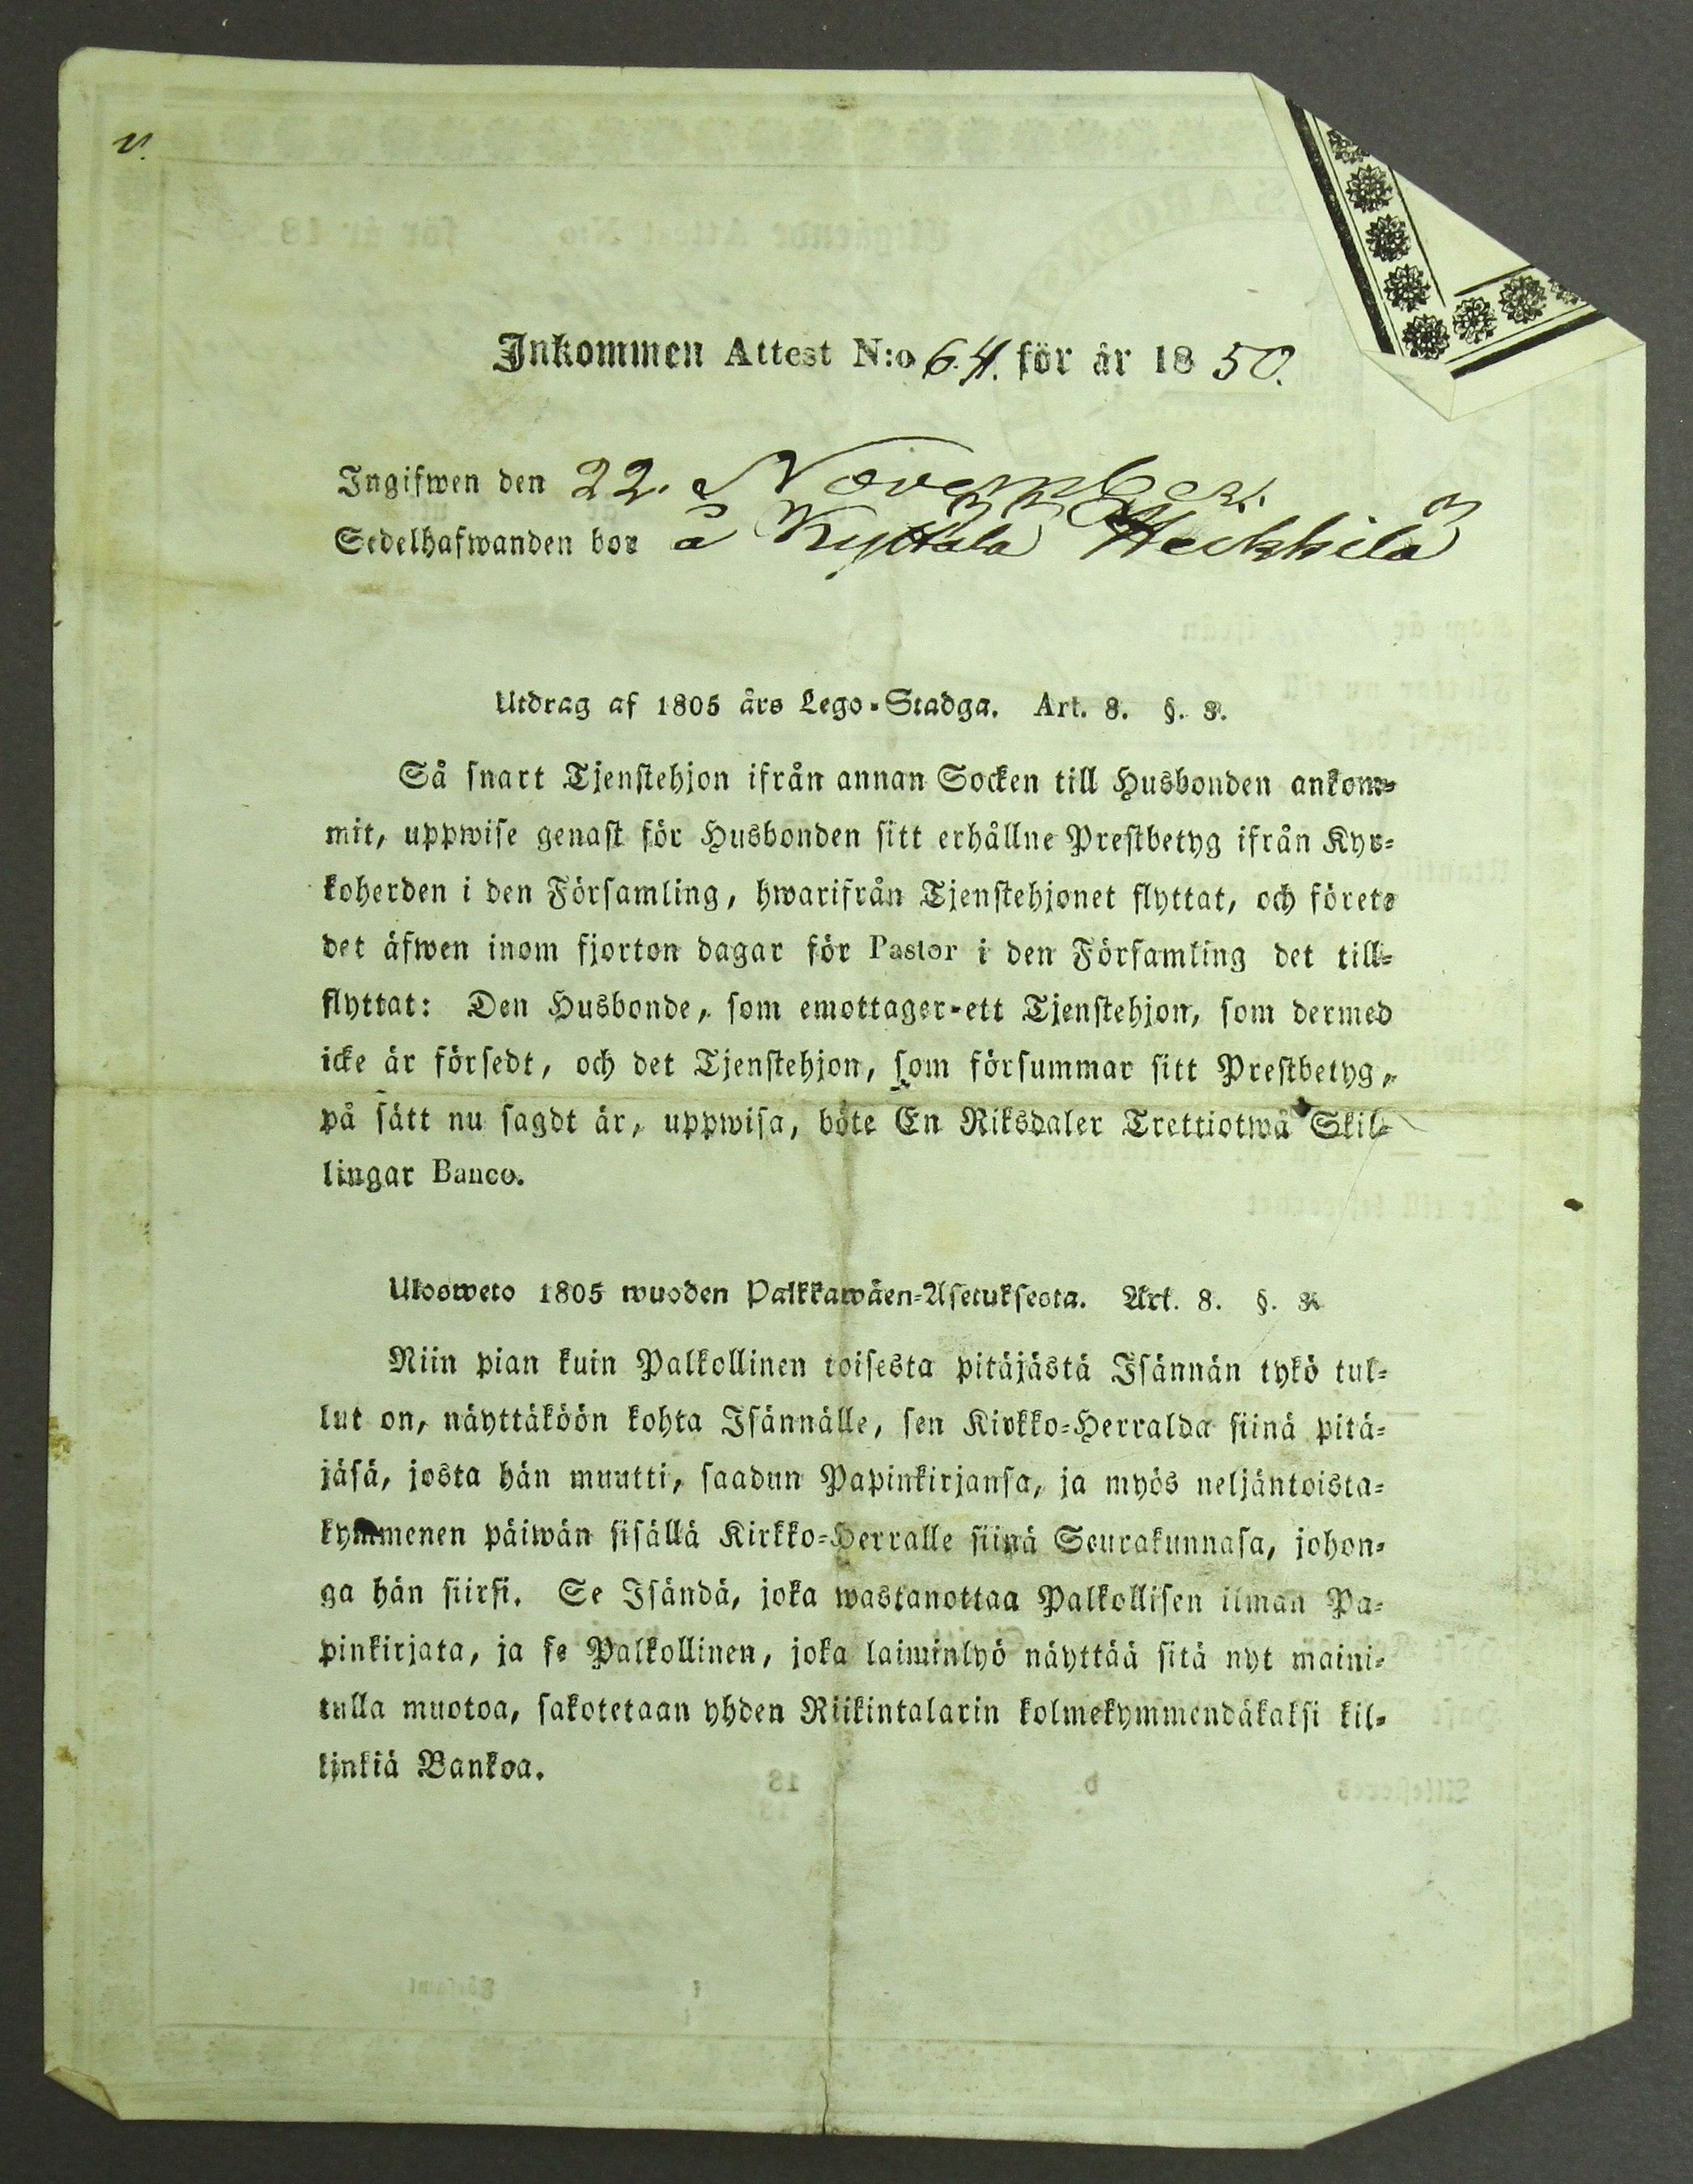 v.
Inkommen Attest N:o 64. för år 1850.
Ingifwen den 22. November.
Sedelhafwanden bor å Kyttälä Heikkilä
Utdrag af 1805 års Lego-Stadga. Art. 8. §. 3.
Så snart Tjenstehjon ifrån annan Socken till Husbonden ankom-
mit, uppwise genast för Husbonden sitt erhållne Prestbetyg ifrån Kyr-
koherden i den Församling, hwarifrån Tjenstehjonet flyttat, och förete
det äfwen inom fjorton dagar för Pastor i den Församling det till-
flyttat: Den Husbonde, som emottager ett Tjenstehjon, som dermed
icke är försedt, och det Tjenstehjon, som försummar sitt Prestbetyg,
på sätt nu sagdt är, uppwisa, böte En Riksdaler Trettiotwå Skil-
lingar Banco.
Ulosweto 1805 wuoden Palkkawäen-Asetuksesta. Art. 8. §. 3.
Niin pian kuin Palkollinen toisesta pitäjästä Isännän tykö tul-
lut on, näyttäköön kohta Isännälle, sen Kirkko-Herralda siinä pitä-
jäsä, josta hän muutti, saadun Papinkirjansa, ja myös neljäntoista-
kymmenen päiwän sisällä Kirkko-Herralle siinä Seurakunnasa, johon-
ga hän siirsi. Se Isändä, joka wastanottaa Palkollisen ilman Pa-
pinkirjata, ja se Palkollinen, joka laiminlyö näyttää sitä nyt maini-
tulla muotoa, sakotetaan yhden Riikintalarin kolmekymmendäkaksi kil-
linkiä Bankoa.